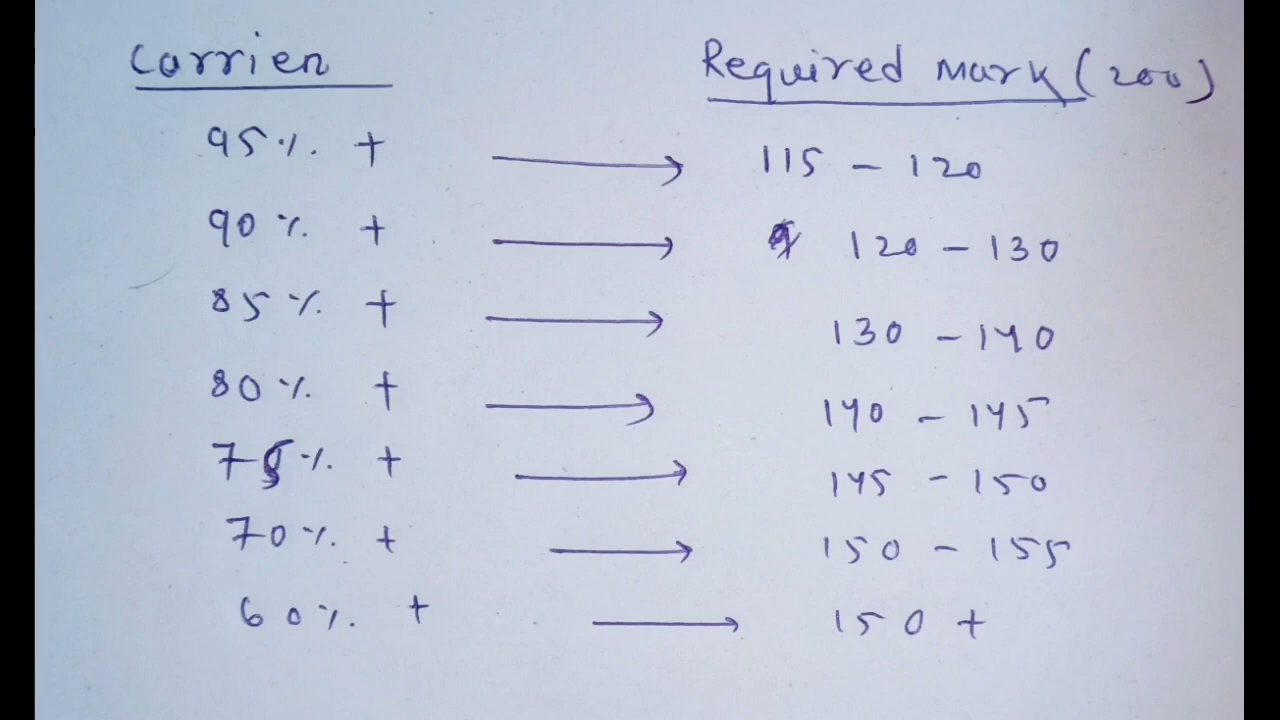 Carrier Required mark (200)
95% + → 115 - 120
90% + → 120 - 130
85% + → 130 - 140
80% + → 140 - 145
75% + → 145 - 150
70% + → 150 - 155
60% + → 150 +